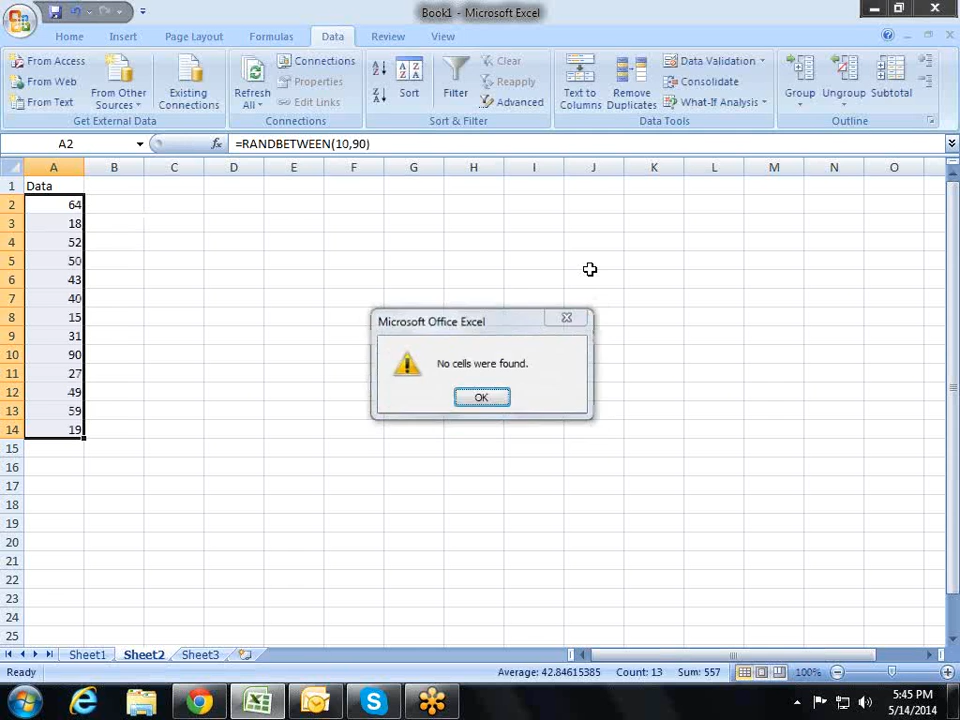 Book1 - Microsoft Excel
Home Insert Page Layout Formulas Data Review View
From Access
From Web
From Text
From Other Sources
Existing Connections
Get External Data
Refresh All
Connections
Properties
Edit Links
Connections
Sort
Filter
Clear
Reapply
Advanced
Sort & Filter
Text to Columns
Remove Duplicates
Data Validation
Consolidate
What-If Analysis
Data Tools
Group
Ungroup
Subtotal
Outline
A2 fx =RANDBETWEEN(10,90)
A B C D E F G H I J K L M N O
1 Data
2 64
3 18
4 52
5 50
6 43
7 40
8 15
9 31
10 90
11 27
12 49
13 59
14 19
15
16
17
18
19
20
21
22
23
24
25
Microsoft Office Excel
No cells were found.
OK
Sheet1 Sheet2 Sheet3
Ready Average: 42.84615385 Count: 13 Sum: 557 100%
5:45 PM
5/14/2014